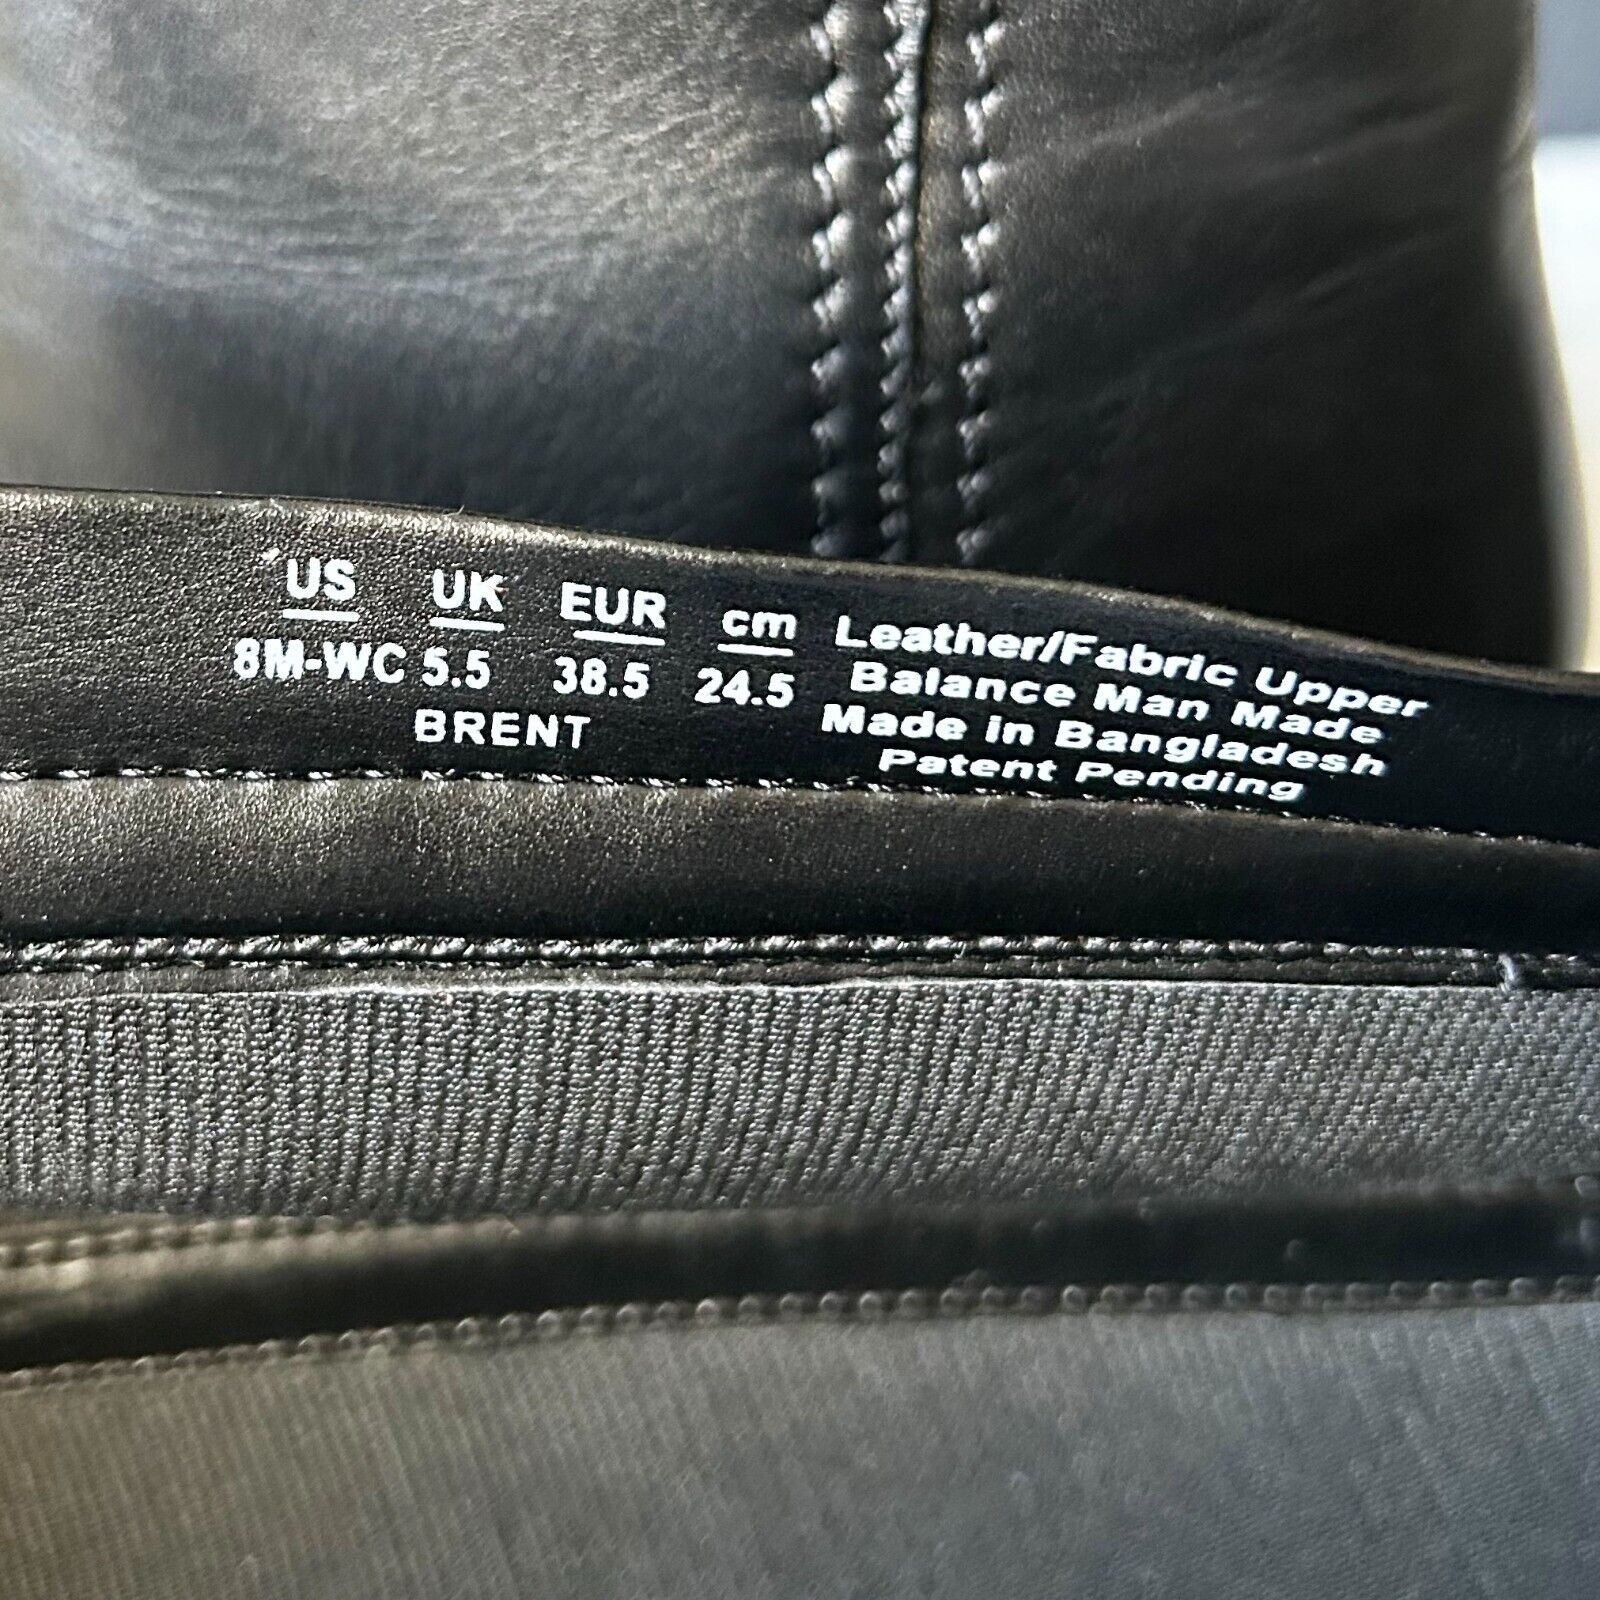 US UK EUR cm
8M-WC 5.5 38.5 24.5
BRENT
Leather/Fabric Upper
Balance Man Made
Made in Bangladesh
Patent Pending